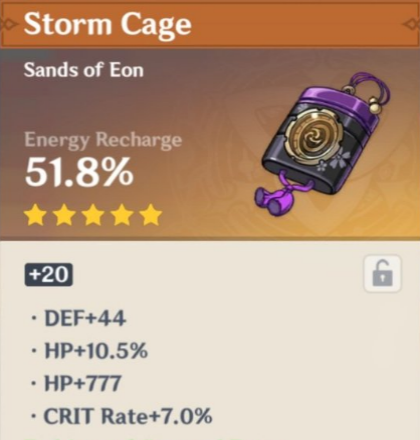 Storm Cage
Sands of Eon
Energy Recharge
51.8%
+20
· DEF+44
· HP+10.5%
· HP+777
· CRIT Rate+7.0%